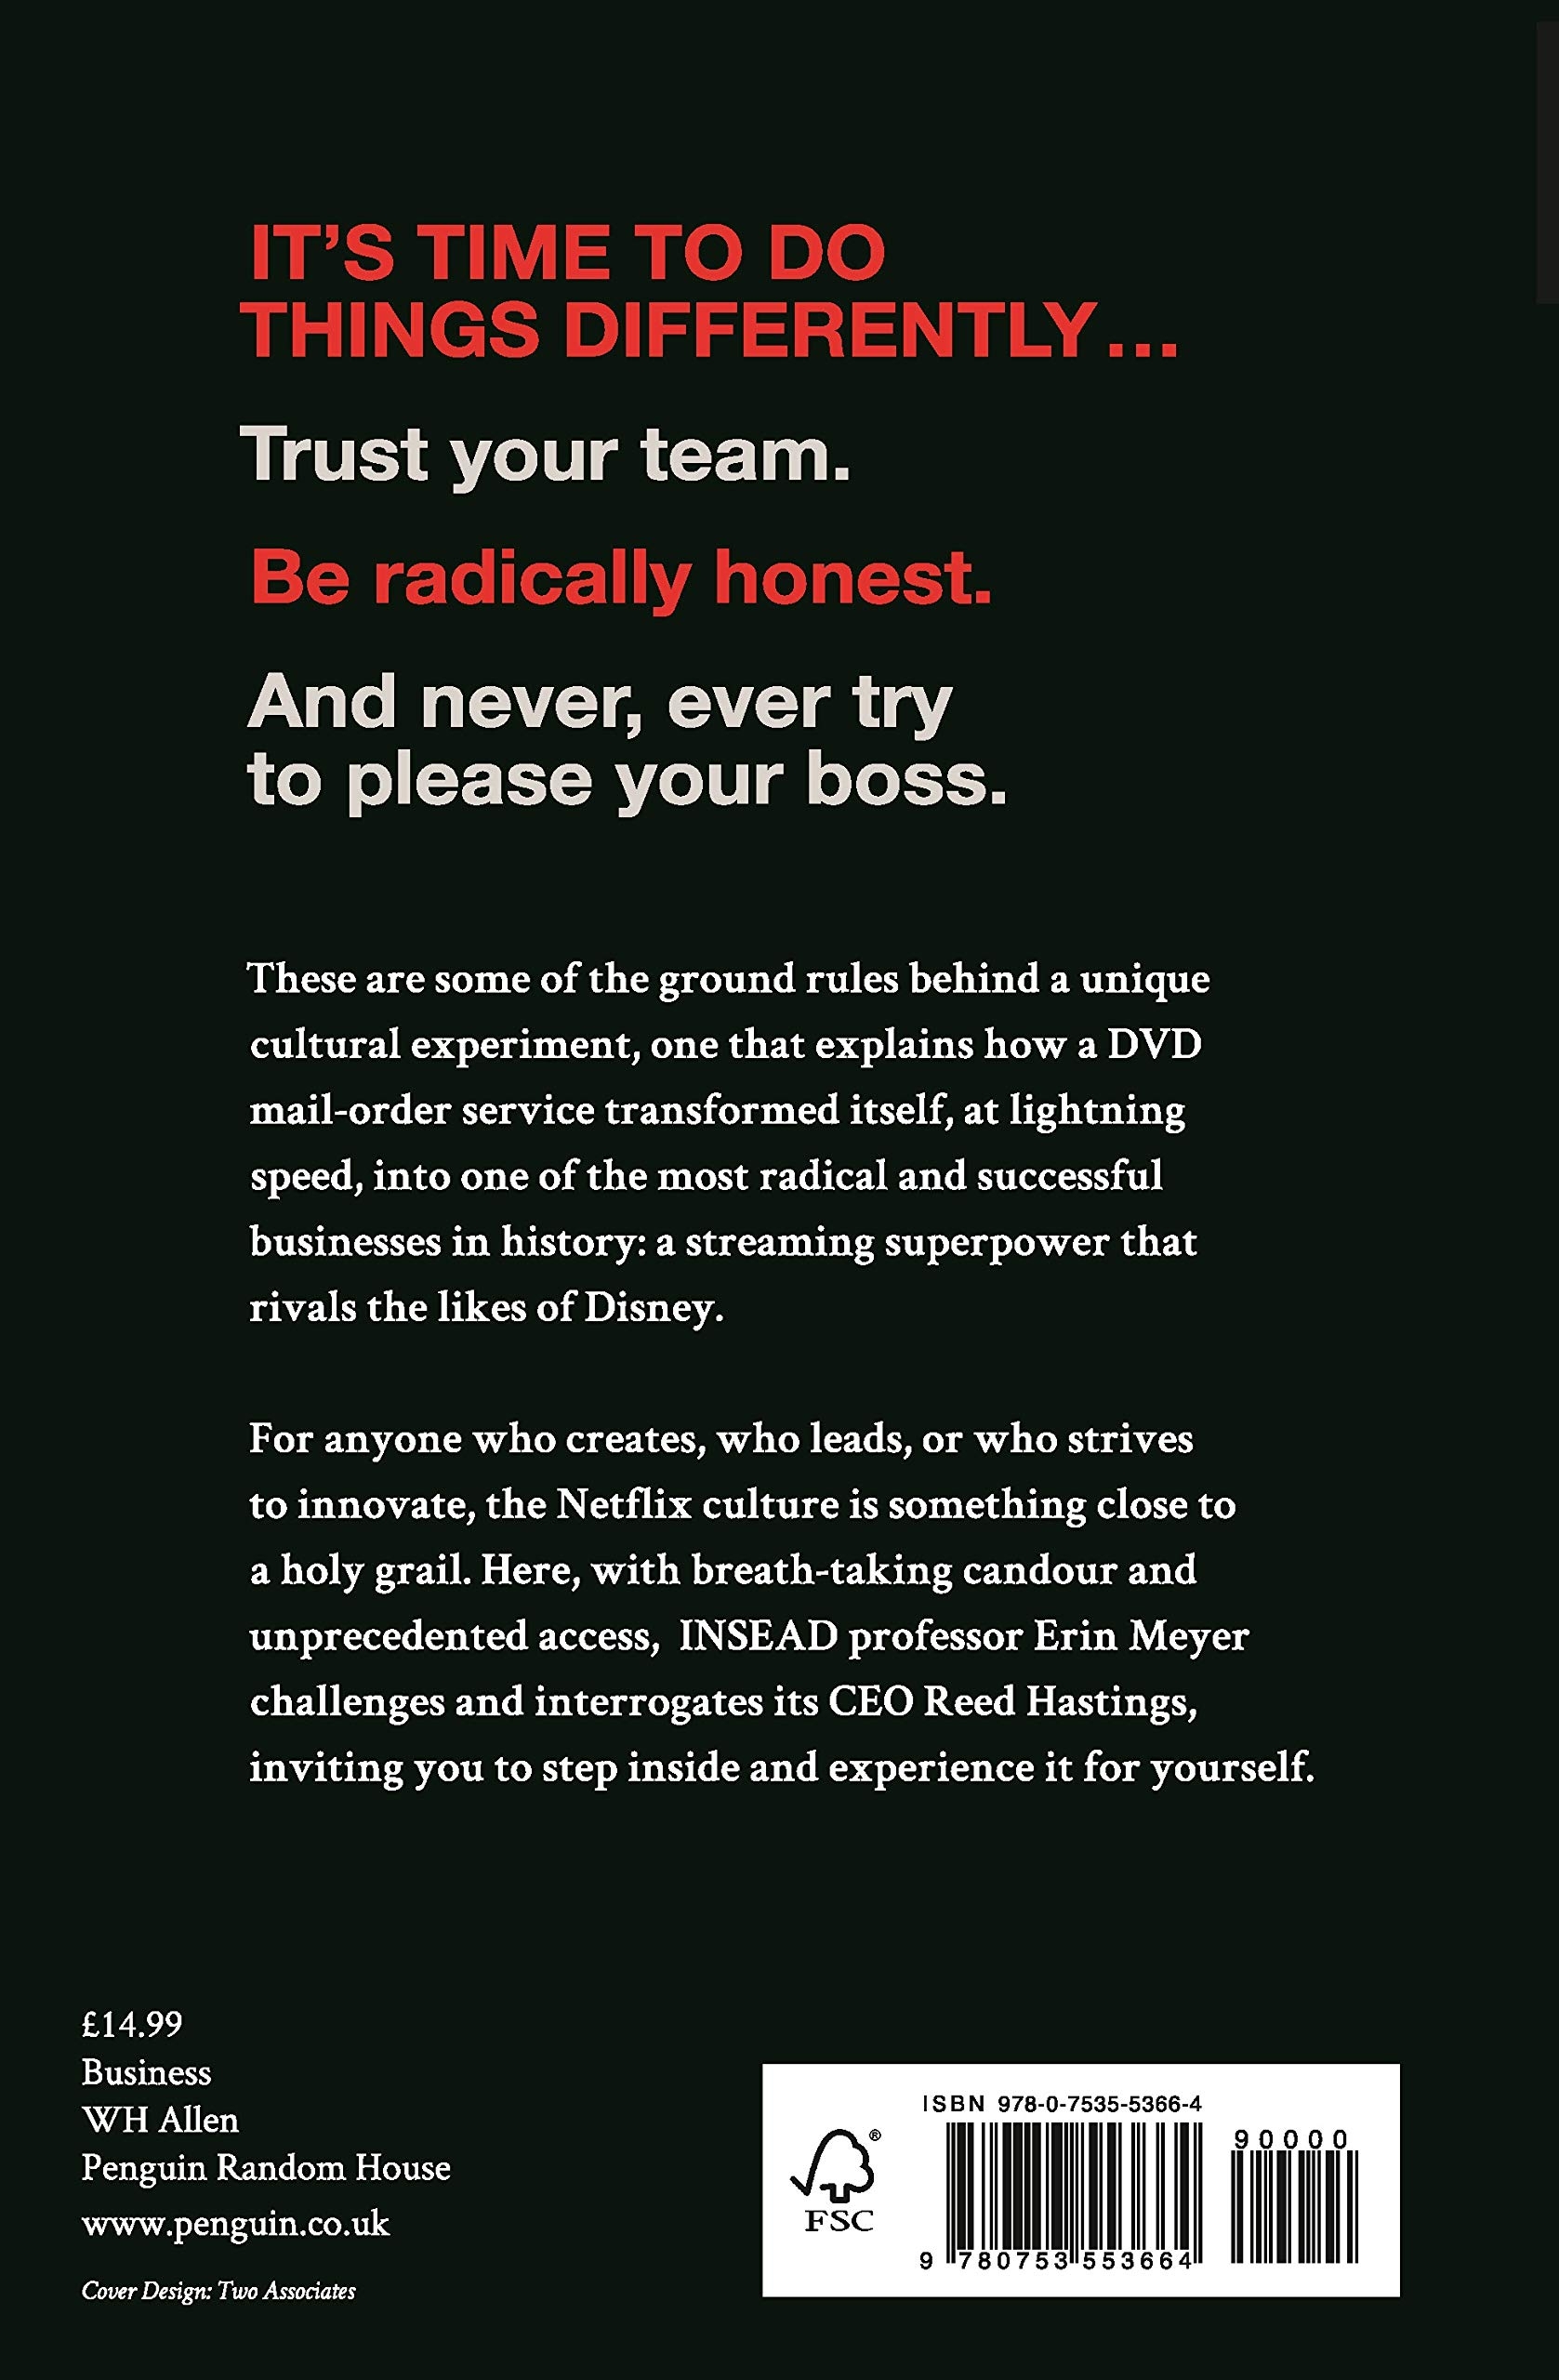 IT’S TIME TO DO
THINGS DIFFERENTLY...
Trust your team.
Be radically honest.
And never, ever try
to please your boss.
These are some of the ground rules behind a unique
cultural experiment, one that explains how a DVD
mail-order service transformed itself, at lightning
speed, into one of the most radical and successful
businesses in history: a streaming superpower that
rivals the likes of Disney.
For anyone who creates, who leads, or who strives
to innovate, the Netflix culture is something close to
a holy grail. Here, with breath-taking candour and
unprecedented access, INSEAD professor Erin Meyer
challenges and interrogates its CEO Reed Hastings,
inviting you to step inside and experience it for yourself.
£14.99
Business
WH Allen
Penguin Random House
www.penguin.co.uk
Cover Design: Two Associates
ISBN 978-0-7535-5366-4
90000
®
FSC
9 780753 553664